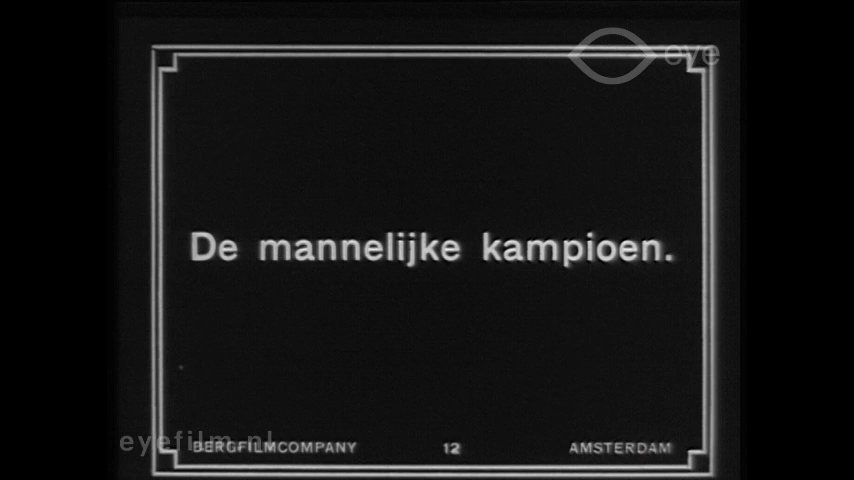 eye
De mannelijke kampioen.
eyefilm.nl
BERGFILMCOMPANY 12 AMSTERDAM